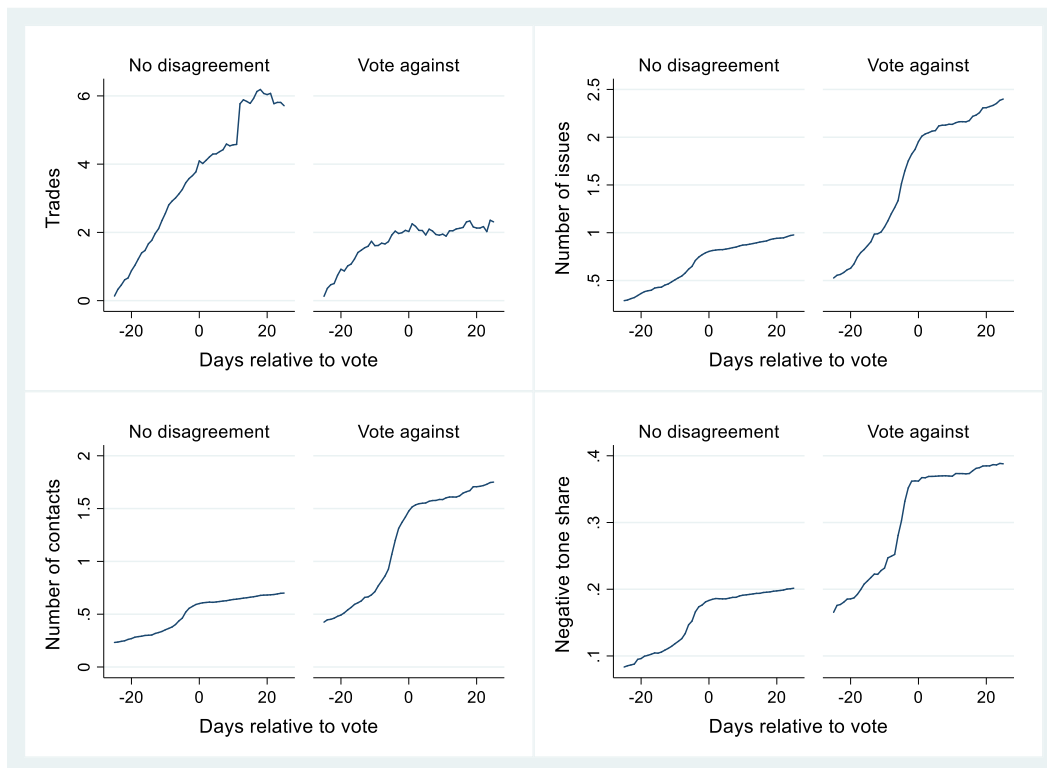 No disagreement Vote against
Trades
6
4
2
0
-20 0 20 -20 0 20
Days relative to vote
No disagreement Vote against
Number of issues
2.5
2
1.5
1
.5
-20 0 20 -20 0 20
Days relative to vote
No disagreement Vote against
Number of contacts
2
1.5
1
.5
0
-20 0 20 -20 0 20
Days relative to vote
No disagreement Vote against
Negative tone share
.4
.3
.2
.1
-20 0 20 -20 0 20
Days relative to vote